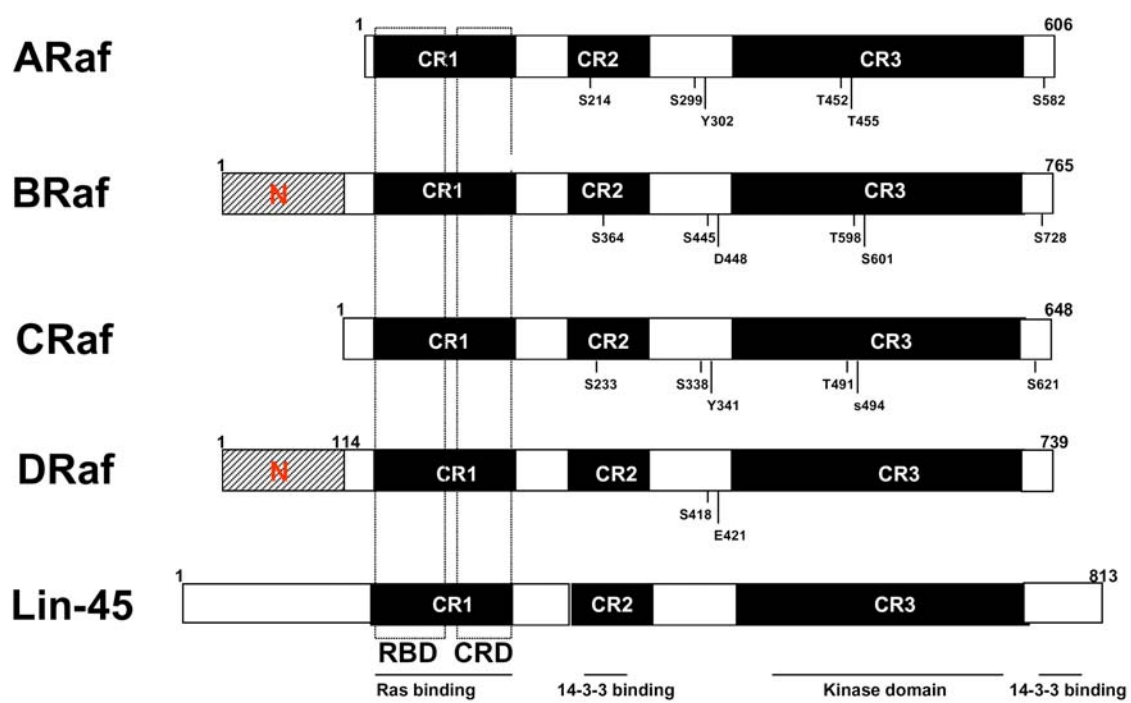 1 606
ARaf CR1 CR2 CR3
S214 S299 T452 S582
Y302 T455
1 765
BRaf N CR1 CR2 CR3
S364 S445 T598 S728
D448 S601
1 648
CRaf CR1 CR2 CR3
S233 S338 T491 S621
Y341 s494
1 114 739
DRaf N CR1 CR2 CR3
S418
E421
1 813
Lin-45 CR1 CR2 CR3
RBD CRD
Ras binding 14-3-3 binding Kinase domain 14-3-3 binding